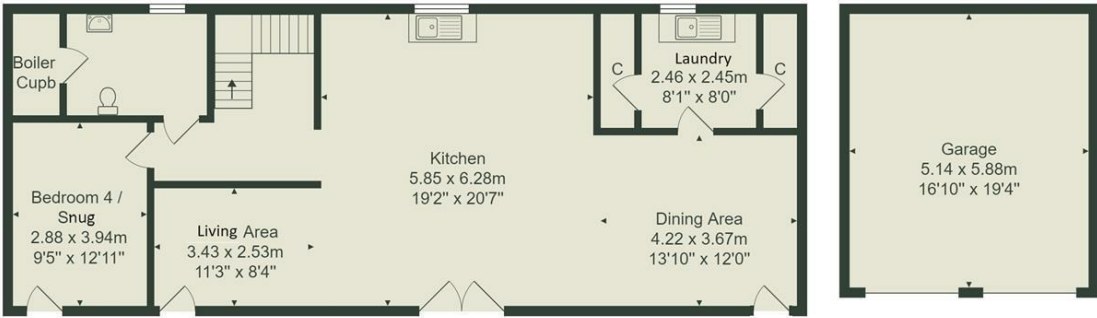 Boiler
Cupb
Bedroom 4 /
Snug
2.88 x 3.94m
9'5" x 12'11"
Living Area
3.43 x 2.53m
11'3" x 8'4"
Kitchen
5.85 x 6.28m
19'2" x 20'7"
C
Laundry
2.46 x 2.45m
8'1" x 8'0"
C
Dining Area
4.22 x 3.67m
13'10" x 12'0"
Garage
5.14 x 5.88m
16'10" x 19'4"